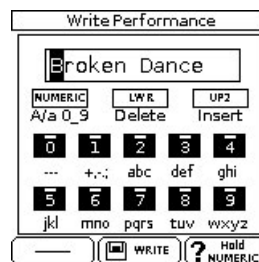 Write Performance
Broken Dance
NUMERIC LWR UP2
A/a 0_9 Delete Insert
0 1 2 3 4
--- +,-.; abc def ghi
5 6 7 8 9
jkl mno pqrs tuv wxyz
WRITE ? Hold NUMERIC